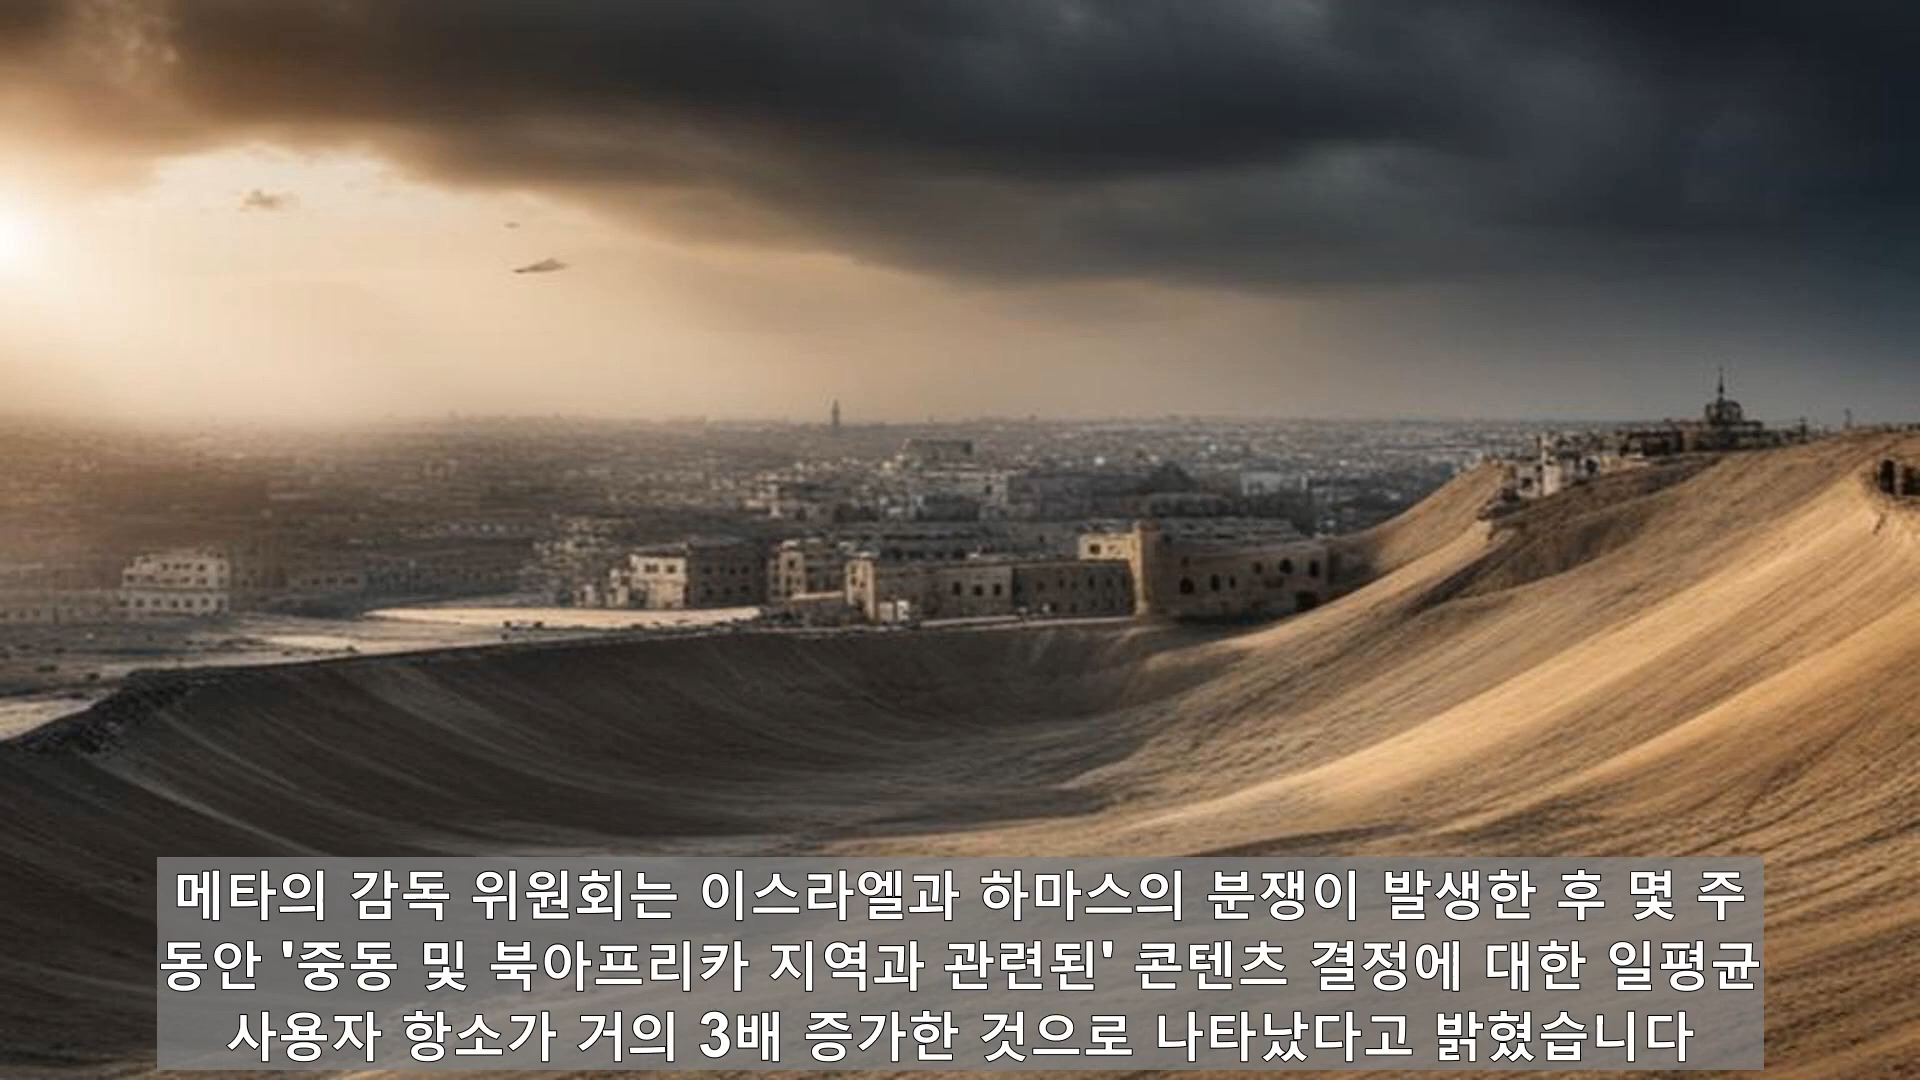 메타의 감독 위원회는 이스라엘과 하마스의 분쟁이 발생한 후 몇 주
동안 '중동 및 북아프리카 지역과 관련된' 콘텐츠 결정에 대한 일평균
사용자 항소가 거의 3배 증가한 것으로 나타났다고 밝혔습니다